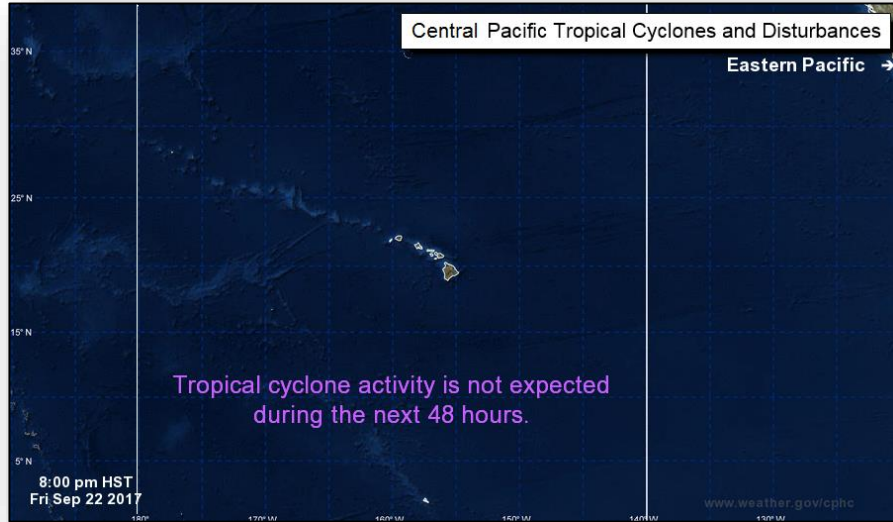 Central Pacific Tropical Cyclones and Disturbances
35° N
Eastern Pacific →
25° N
15° N
Tropical cyclone activity is not expected
during the next 48 hours.
5° N
8:00 pm HST
Fri Sep 22 2017
www.weather.gov/cphc
180° 170° W 160° W 150° W 140° W 130° W